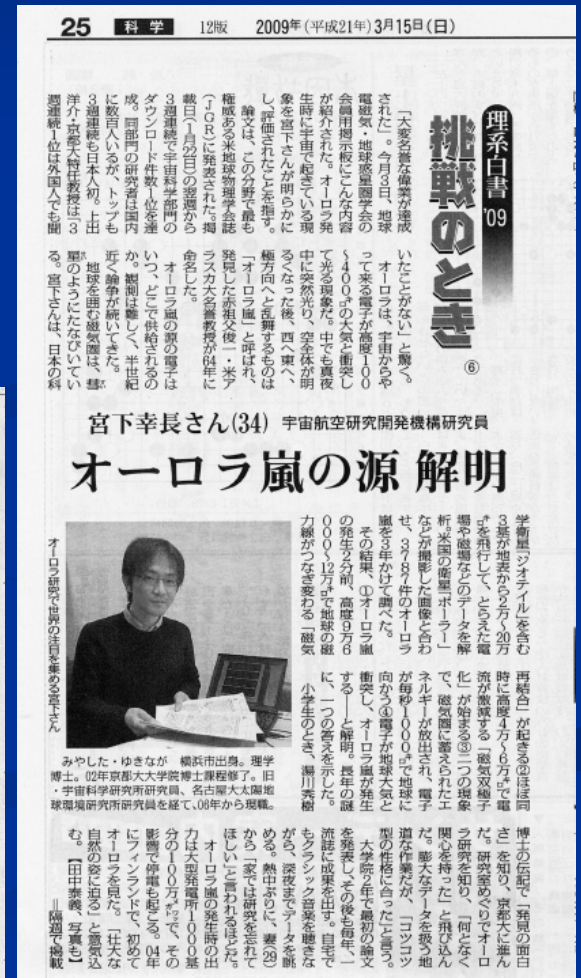 25 科学 12版 2009年(平成21年)3月15日(日)
理系白書'09
挑戦のとき
⑥
「大変名誉な偉業が達成
された」。今月3日、地球
電磁気・地球惑星圏学会の
会員用掲示板にこんな内容
が紹介された。オーロラ発
生時に宇宙で起きている現
象を宮下さんが明らかに
し、評価されたことを指す。
論文は、この分野で最も
権威ある米地球物理学会誌
(JGR)に発表された。掲
載日(1月22日)の翌週から
3週連続で宇宙科学部門の
ダウンロード件数1位を達
成。同部門の研究者は国内
に数百人いるが、トップも
3週連続も日本人初。上出
洋介・京都大特任教授は「3
週連続1位は外国人でも聞
いたことがない」と驚く。
オーロラは、宇宙からや
って来る電子が高度100
〜400㌔の大気と衝突し
て光る現象だ。中でも真夜
中に突然光り、空全体が明
るくなった後、西へ東へ、
極方向へと乱舞するものは
「オーロラ嵐」と呼ばれ、
発見した赤祖父俊一・米ア
ラスカ大名誉教授が64年に
命名した。
オーロラ嵐の源の電子は
いつ、どこで供給されるの
か。観測は難しく、半世紀
近く論争が続いてきた。
地球を囲む磁気圏は、彗
星のようにたなびいてい
る。宮下さんは、日本の科
宮下幸長さん(34) 宇宙航空研究開発機構研究員
オーロラ嵐の源 解明
学衛星「ジオテイル」を含む
3基が地表から2万〜20万
㌔を飛行して、とらえた電
場や磁場などのデータを解
析。米国の衛星「ポーラー」
などが撮影した画像と合わ
せ、3787件のオーロラ
嵐を3年かけて調べた。
その結果、①オーロラ嵐
の発生2分前、高度9万6
000〜12万㌔で地球の磁
力線がつなぎ変わる「磁気
再結合」が起きる②ほぼ同
時に高度4万〜6万㌔で電
流が激減する「磁気双極子
化」が始まる③二つの現象
で、磁気圏に蓄えられたエ
ネルギーが放出され、電子
が毎秒1000㌔で地球に
向かう④電子が地球大気と
衝突し、オーロラ嵐が発生
する――と解明。長年の謎
に、一つの答えを示した。
小学生のとき、湯川秀樹
博士の伝記で「発見の面白
さ」を知り、京都大に進ん
だ。研究室めぐりでオーロ
ラ研究を知り、「何となく
関心を持った」と飛び込ん
だ。膨大なデータを扱う地
道な作業だが、「コツコツ
型の性格に合った」と言う。
大学院2年で最初の論文
を発表し、その後も毎年、一
流誌に成果を出す。自宅で
もクラシック音楽を聴きな
がら、深夜までデータを眺
める。熱中ぶりに、妻(29)
から「家では研究を忘れて
ほしい」と言われるほどだ。
オーロラ嵐の発生時の出
力は大型発電所1000基
分の100万㌔㍗で、その
影響で停電も起こる。04年
にフィンランドで、初めて
オーロラを見た。「壮大な
自然の姿に迫る」と意気込
む。【田中泰義、写真も】
=隔週で掲載
オーロラ研究で世界の注目を集める宮下さん
みやした・ゆきなが 横浜市出身。理学
博士。02年京都大大学院博士課程修了。旧
・宇宙科学研究所研究員、名古屋大太陽地
球環境研究所研究員を経て、06年から現職。